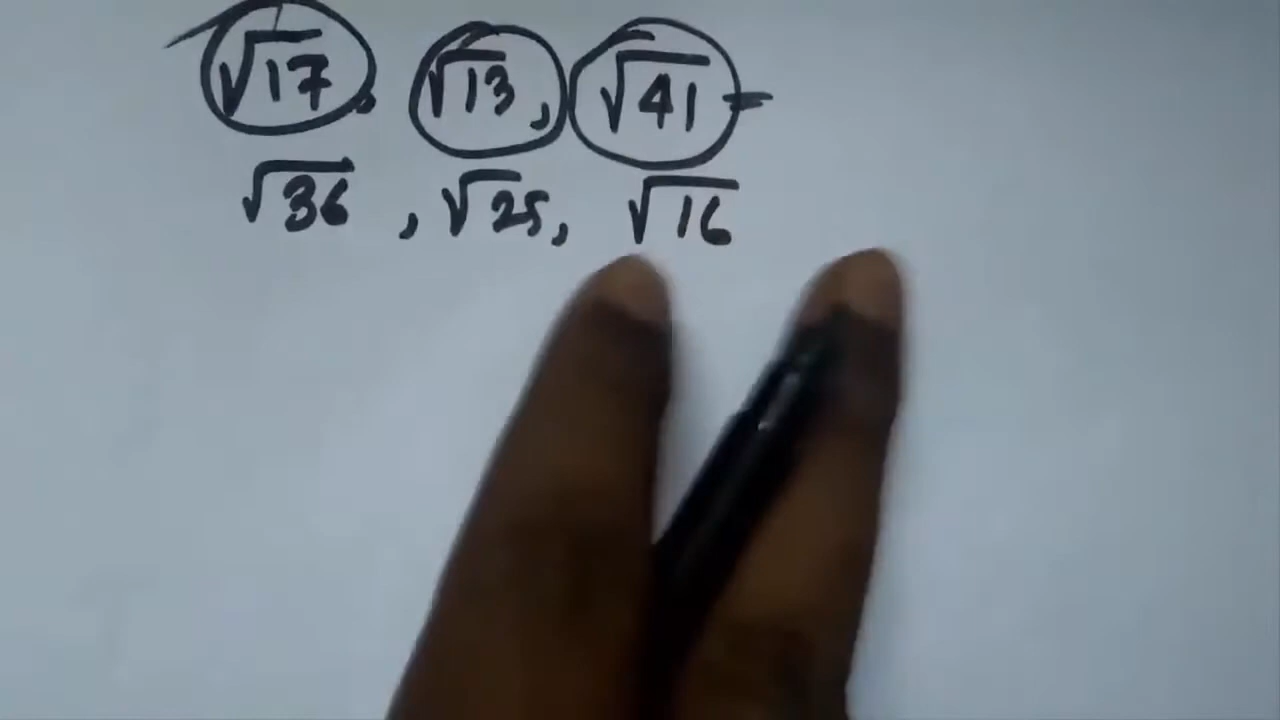 √17, √13, √41
√36, √25, √16